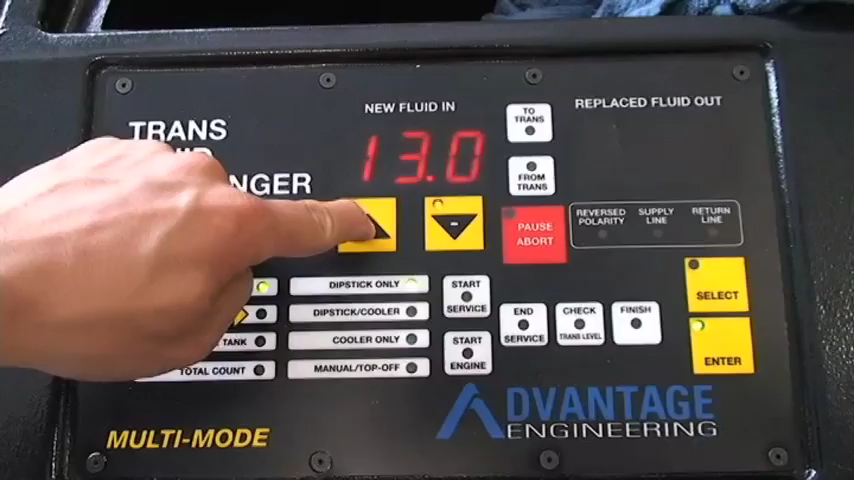 NEW FLUID IN
REPLACED FLUID OUT
TO
TRANS
TRANS
13.0
FROM
TRANS
NGER
PAUSE
ABORT
REVERSED
POLARITY
SUPPLY
LINE
RETURN
LINE
SELECT
DIPSTICK ONLY
START
SERVICE
DIPSTICK/COOLER
END
SERVICE
CHECK
TRANS LEVEL
FINISH
TANK
COOLER ONLY
START
ENGINE
ENTER
TOTAL COUNT
MANUAL/TOP-OFF
ADVANTAGE
ENGINEERING
MULTI-MODE